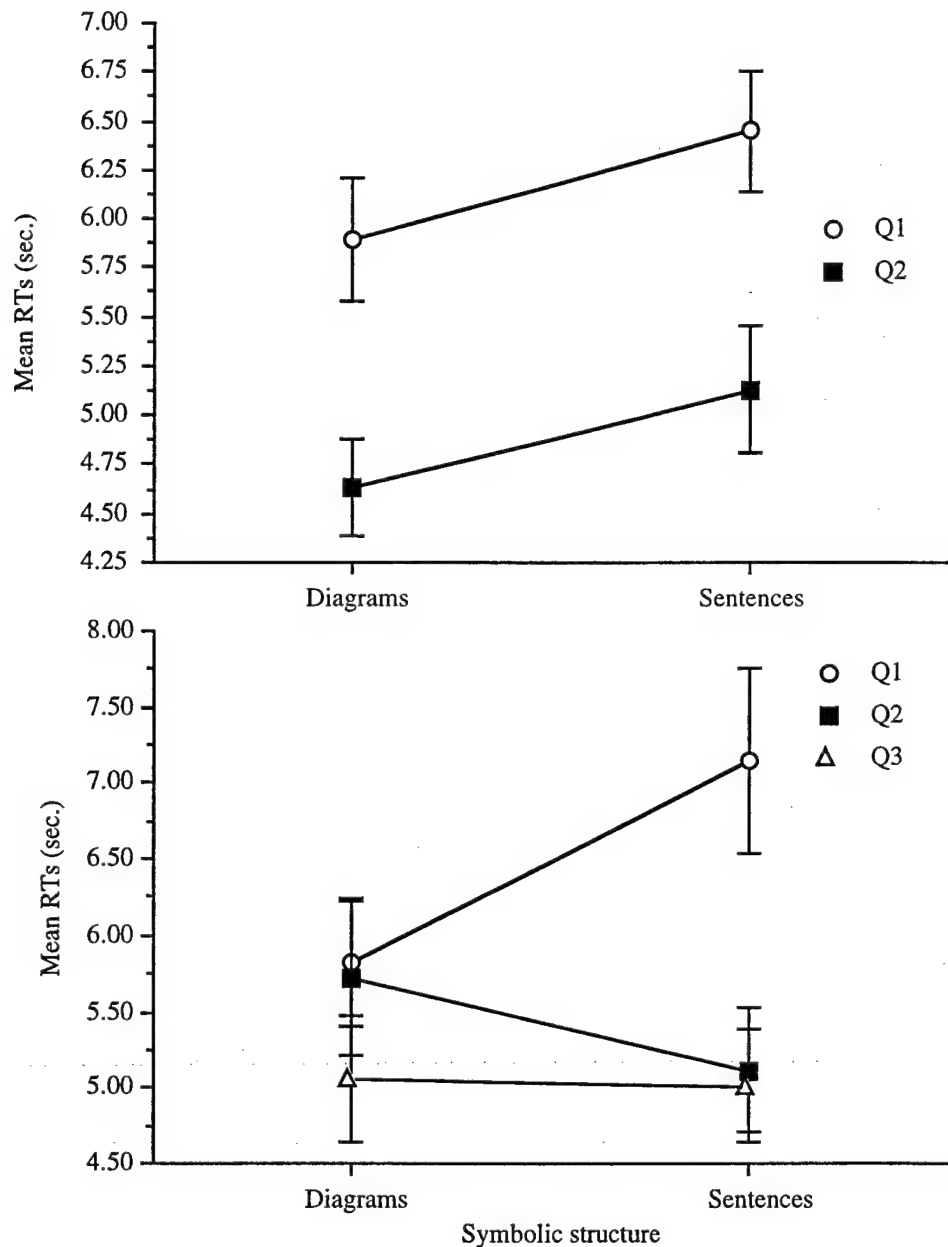 7.00
6.75
6.50
6.25
6.00
5.75
5.50
5.25
5.00
4.75
4.50
4.25
Mean RTs (sec.)
Q1
Q2
Diagrams
Sentences
8.00
7.50
7.00
6.50
6.00
5.50
5.00
4.50
Mean RTs (sec.)
Q1
Q2
Q3
Diagrams
Sentences
Symbolic structure